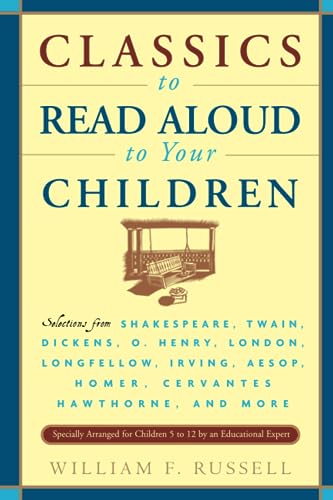 CLASSICS
to
READ ALOUD
to Your
CHILDREN
Selections from SHAKESPEARE, TWAIN,
DICKENS, O. HENRY, LONDON,
LONGFELLOW, IRVING, AESOP,
HOMER, CERVANTES
HAWTHORNE, AND MORE
Specially Arranged for Children 5 to 12 by an Educational Expert
WILLIAM F. RUSSELL